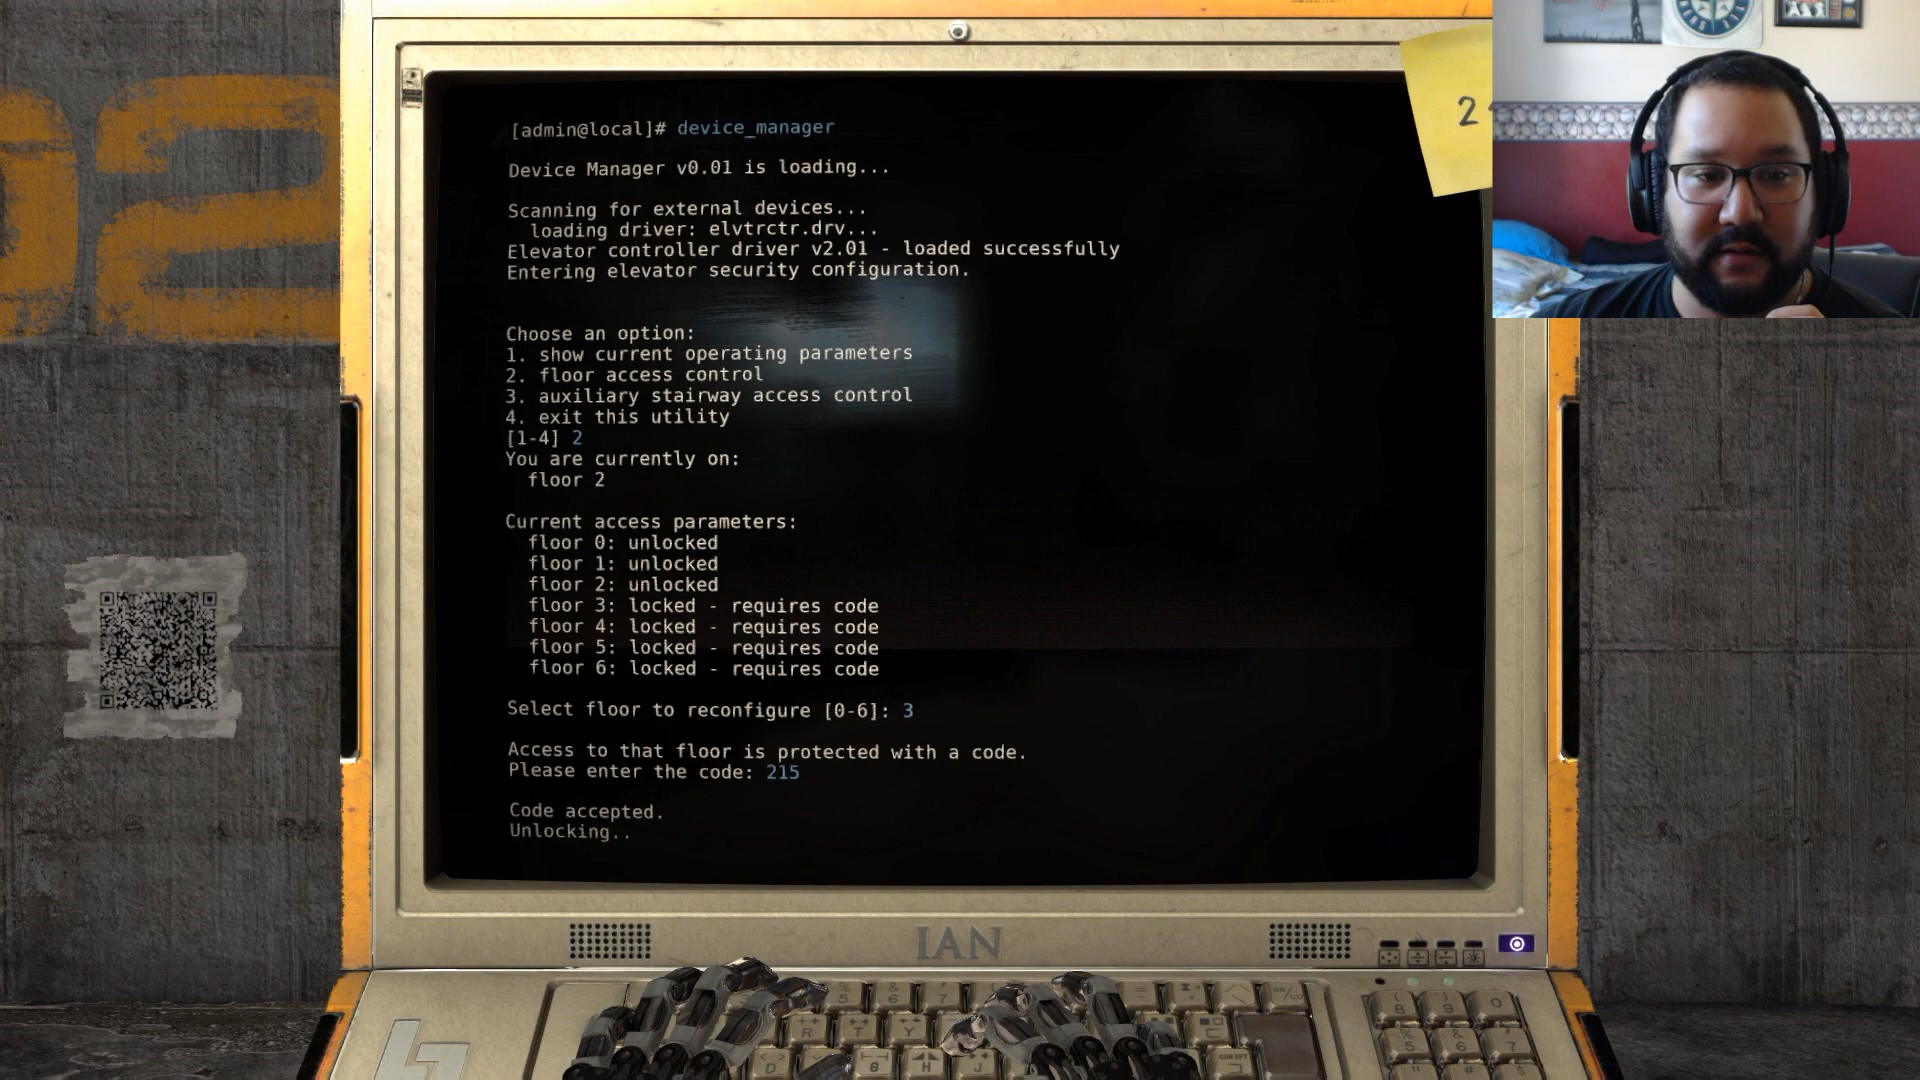 02
[admin@local]# device_manager
Device Manager v0.01 is loading...
Scanning for external devices...
loading driver: elvtrctr.drv...
Elevator controller driver v2.01 - loaded successfully
Entering elevator security configuration.
Choose an option:
1. show current operating parameters
2. floor access control
3. auxiliary stairway access control
4. exit this utility
[1-4] 2
You are currently on:
floor 2
Current access parameters:
floor 0: unlocked
floor 1: unlocked
floor 2: unlocked
floor 3: locked - requires code
floor 4: locked - requires code
floor 5: locked - requires code
floor 6: locked - requires code
Select floor to reconfigure [0-6]: 3
Access to that floor is protected with a code.
Please enter the code: 215
Code accepted.
Unlocking..
2
IAN